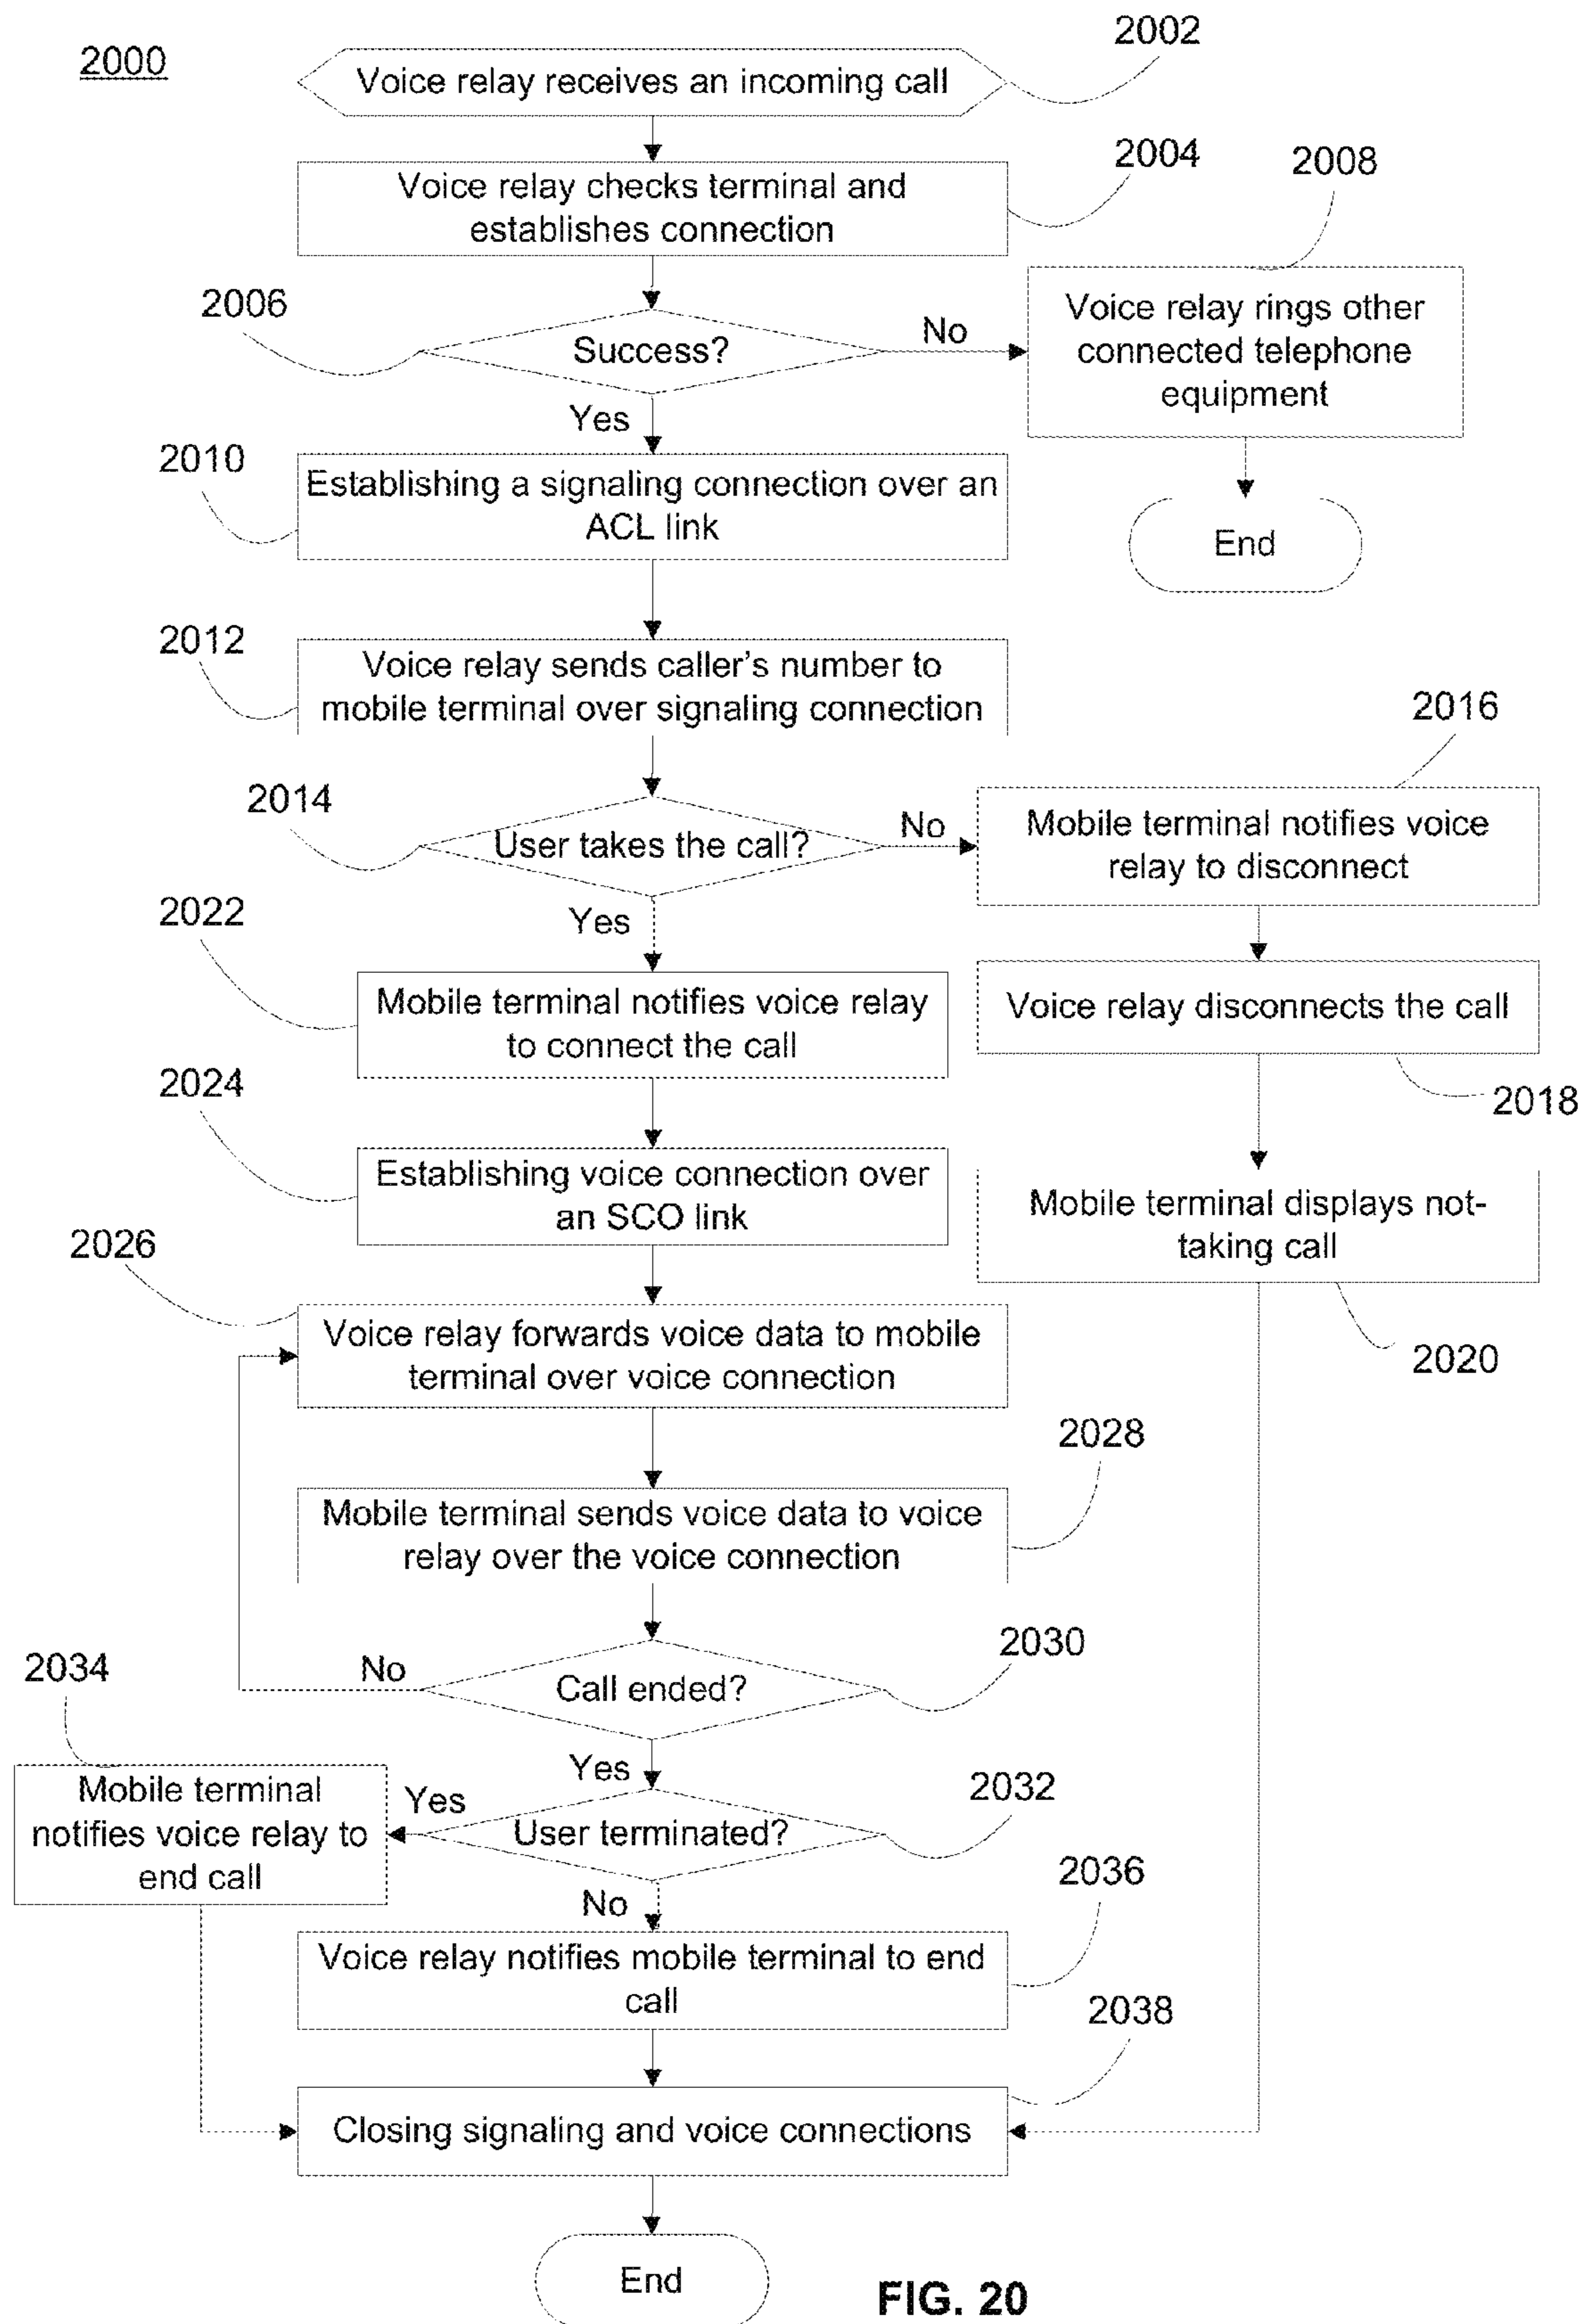 2000
2002
Voice relay receives an incoming call
2004
Voice relay checks terminal and
establishes connection
2008
Voice relay rings other
connected telephone
equipment
2006
Success?
No
Yes
End
2010
Establishing a signaling connection over an
ACL link
2012
Voice relay sends caller's number to
mobile terminal over signaling connection
2014
User takes the call?
No
2016
Mobile terminal notifies voice
relay to disconnect
Yes
2022
Mobile terminal notifies voice relay
to connect the call
Voice relay disconnects the call
2018
2024
Establishing voice connection over
an SCO link
Mobile terminal displays not-
taking call
2020
2026
Voice relay forwards voice data to mobile
terminal over voice connection
2028
Mobile terminal sends voice data to voice
relay over the voice connection
2030
Call ended?
No
Yes
2034
Mobile terminal
notifies voice relay to
end call
Yes
2032
User terminated?
No
2036
Voice relay notifies mobile terminal to end
call
2038
Closing signaling and voice connections
End
FIG. 20